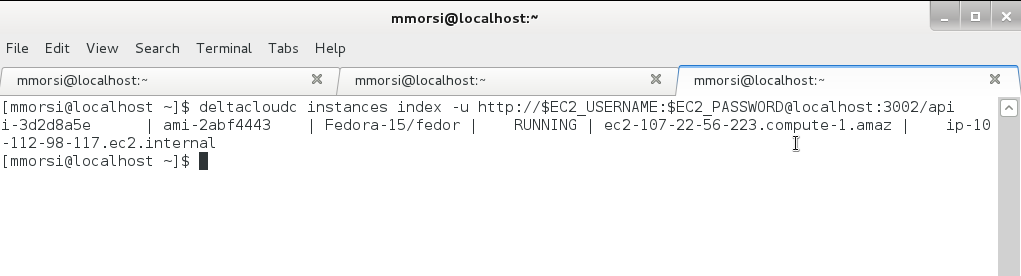 mmorsi@localhost:~
File Edit View Search Terminal Tabs Help
mmorsi@localhost:~ mmorsi@localhost:~ mmorsi@localhost:~
[mmorsi@localhost ~]$ deltacloudc instances index -u http://$EC2_USERNAME:$EC2_PASSWORD@localhost:3002/api
i-3d2d8a5e      | ami-2abf4443    | Fedora-15/fedor |    RUNNING | ec2-107-22-56-223.compute-1.amaz |    ip-10
-112-98-117.ec2.internal
[mmorsi@localhost ~]$